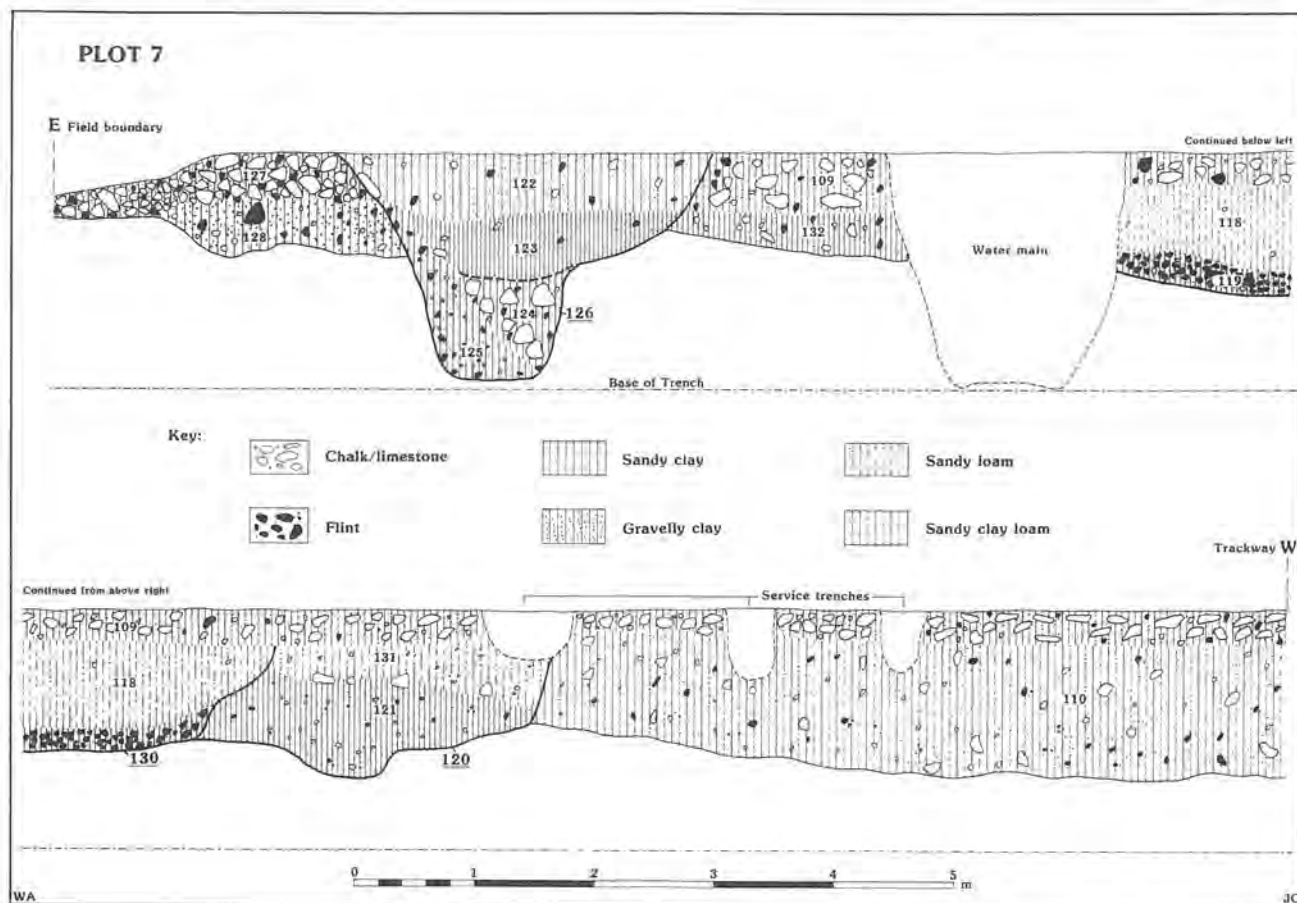 PLOT 7
E Field boundary
Continued below left
127
122
109
118
128
123
132
Water main
119
124
126
125
Base of Trench
Key:
Chalk/limestone
Sandy clay
Sandy loam
Flint
Gravelly clay
Sandy clay loam
Trackway W
Continued from above right
Service trenches
109
131
118
110
121
130
120
0 1 2 3 4 5 m
WA
JC